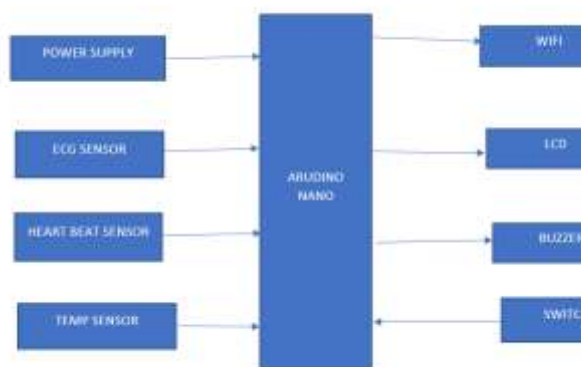 POWER SUPPLY
ECG SENSOR
HEART BEAT SENSOR
TEMP SENSOR
ARUDINO
NANO
WIFI
LCD
BUZZER
SWITC